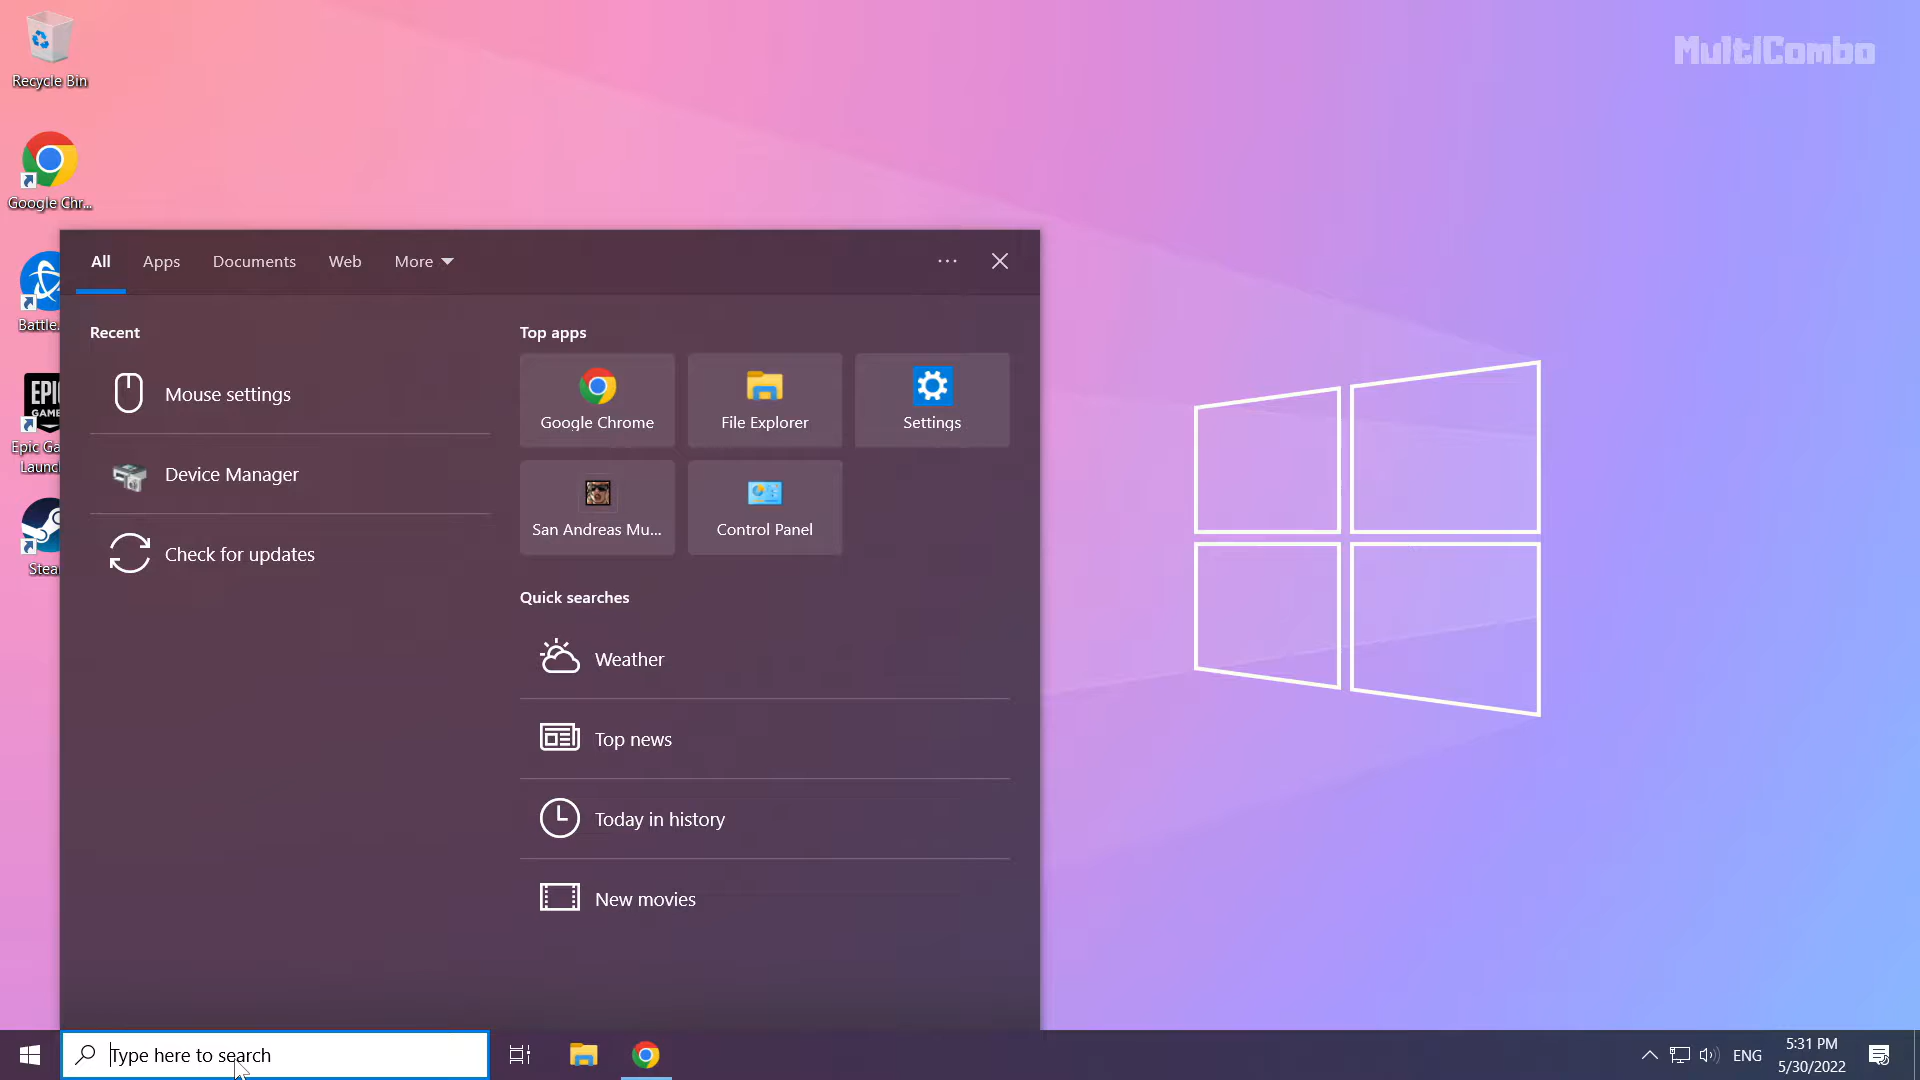 MultiCombo
Recycle Bin
Google Chr...
Battle.
EPIC
GAMES
Epic Ga
Launc
Stea
All
Apps
Documents
Web
More
Recent
Mouse settings
Device Manager
Check for updates
Top apps
Google Chrome
File Explorer
Settings
San Andreas Mu...
Control Panel
Quick searches
Weather
Top news
Today in history
New movies
Type here to search
ENG
5:31 PM
5/30/2022